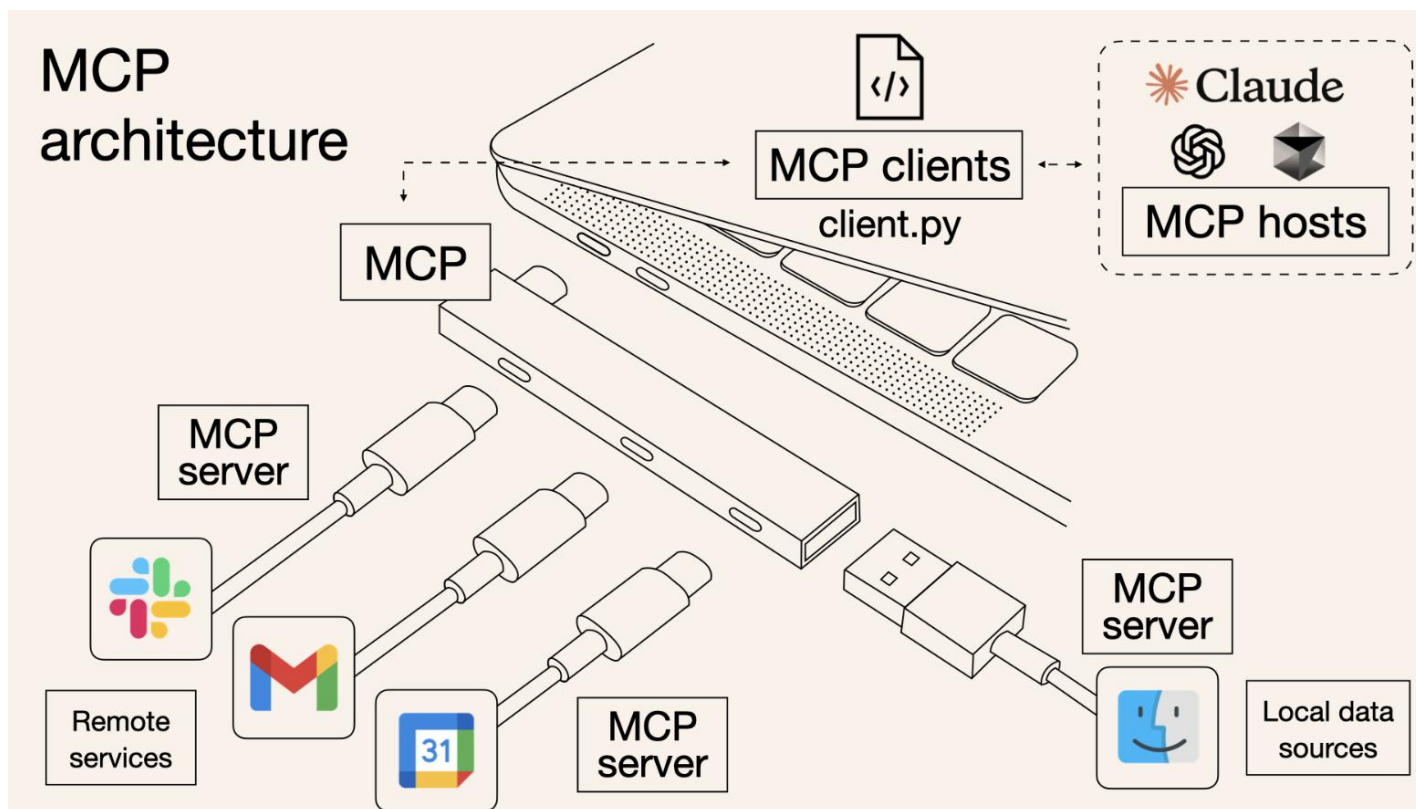 MCP
architecture
MCP clients
client.py
Claude
MCP hosts
MCP
MCP
server
MCP
server
MCP
server
Remote
services
31
Local data
sources